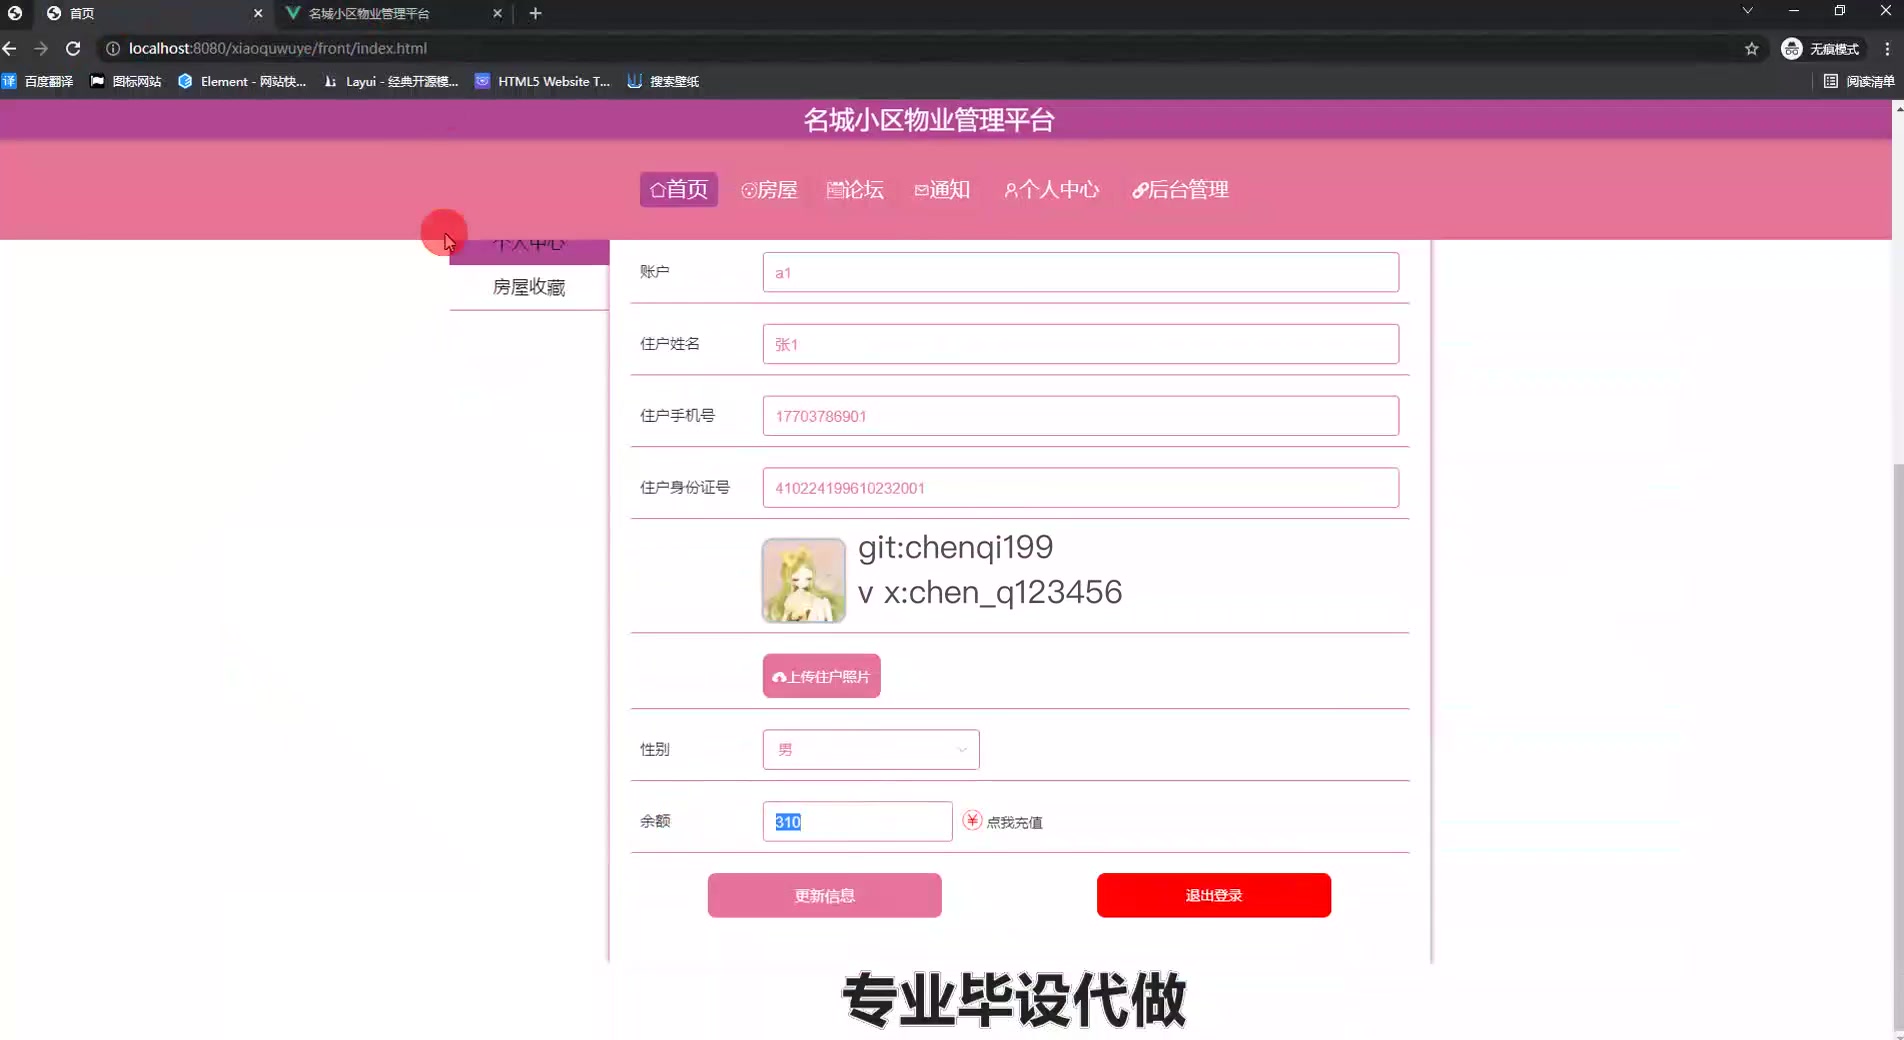 首页
名城小区物业管理平台
localhost:8080/xiaoquwuye/front/index.html
无痕模式
百度翻译
图标网站
Element - 网站快...
Layui - 经典开源模...
HTML5 Website T...
搜索壁纸
阅读清单
名城小区物业管理平台
首页
房屋
论坛
通知
个人中心
后台管理
个人中心
房屋收藏
账户
a1
住户姓名
张1
住户手机号
17703786901
住户身份证号
410224199610232001
git:chenqi199
v x:chen_q123456
上传住户照片
性别
男
余额
310
点我充值
更新信息
退出登录
专业毕设代做